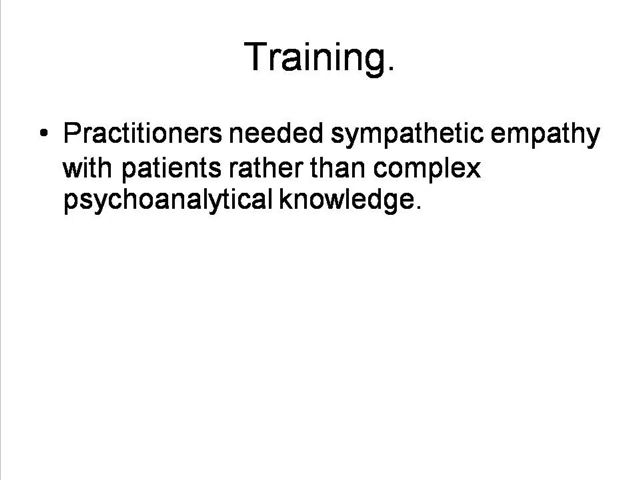 Training.
• Practitioners needed sympathetic empathy
with patients rather than complex
psychoanalytical knowledge.